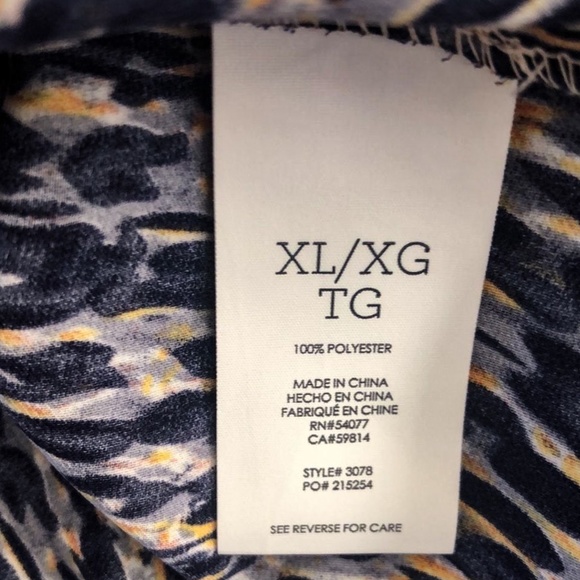 XL/XG
TG
100% POLYESTER
MADE IN CHINA
HECHO EN CHINA
FABRIQUÉ EN CHINE
RN#54077
CA#59814
STYLE# 3078
PO# 215254
SEE REVERSE FOR CARE